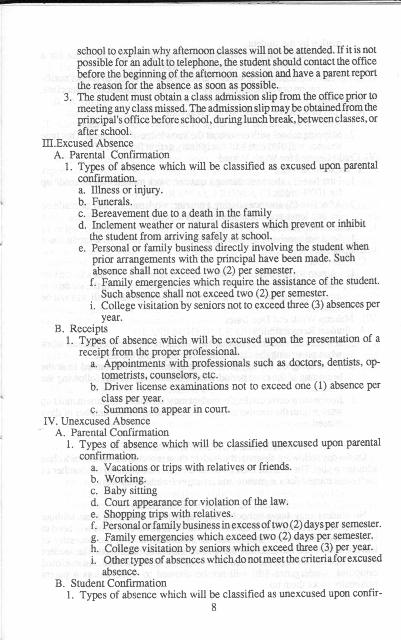 school to explain why afternoon classes will not be attended. If it is not
possible for an adult to telephone, the student should contact the office
before the beginning of the afternoon session and have a parent report
the reason for the absence as soon as possible.
3. The student must obtain a class admission slip from the office prior to
meeting any class missed. The admission slip may be obtained from the
principal's office before school, during lunch break, between classes, or
after school.
III.Excused Absence
A. Parental Confirmation
1. Types of absence which will be classified as excused upon parental
confirmation.
a. Illness or injury.
b. Funerals.
c. Bereavement due to a death in the family
d. Inclement weather or natural disasters which prevent or inhibit
the student from arriving safely at school.
e. Personal or family business directly involving the student when
prior arrangements with the principal have been made. Such
absence shall not exceed two (2) per semester.
f. Family emergencies which require the assistance of the student.
Such absence shall not exceed two (2) per semester.
i. College visitation by seniors not to exceed three (3) absences per
year.
B. Receipts
1. Types of absence which will be excused upon the presentation of a
receipt from the proper professional.
a. Appointments with professionals such as doctors, dentists, op-
tometrists, counselors, etc.
b. Driver license examinations not to exceed one (1) absence per
class per year.
c. Summons to appear in court.
IV. Unexcused Absence
A. Parental Confirmation
1. Types of absence which will be classified unexcused upon parental
confirmation.
a. Vacations or trips with relatives or friends.
b. Working.
c. Baby sitting
d. Court appearance for violation of the law.
e. Shopping trips with relatives.
f. Personal or family business in excess of two (2) days per semester.
g. Family emergencies which exceed two (2) days per semester.
h. College visitation by seniors which exceed three (3) per year.
i. Other types of absences which do not meet the criteria for excused
absence.
B. Student Confirmation
1. Types of absence which will be classified as unexcused upon confir-
8